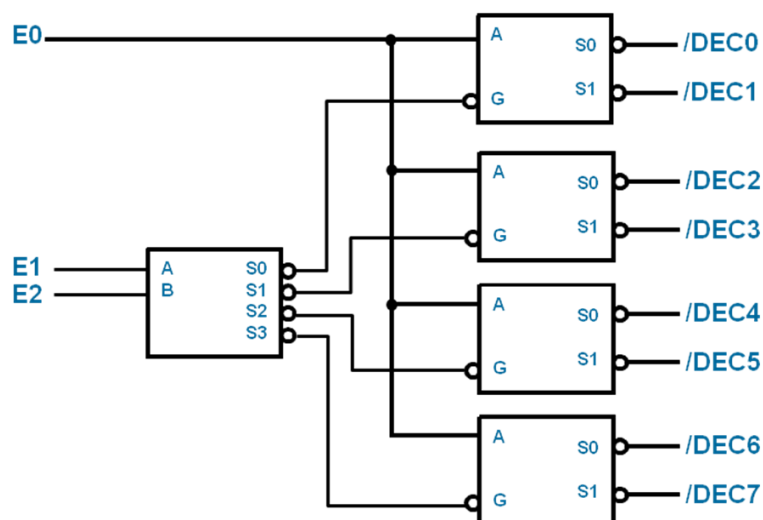 E0
A
S0
/DEC0
S1
/DEC1
G
A
S0
/DEC2
S1
/DEC3
G
E1
A
S0
E2
B
S1
S2
S3
A
S0
/DEC4
S1
/DEC5
G
A
S0
/DEC6
S1
/DEC7
G